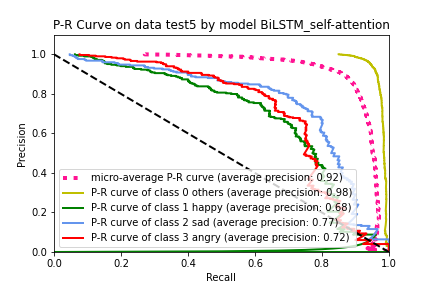 P-R Curve on data test5 by model BiLSTM_self-attention
1.0
0.8
0.6
0.4
0.2
0.0
Precision
micro-average P-R curve (average precision: 0.92)
P-R curve of class 0 others (average precision: 0.98)
P-R curve of class 1 happy (average precision: 0.68)
P-R curve of class 2 sad (average precision: 0.77)
P-R curve of class 3 angry (average precision: 0.72)
0.0 0.2 0.4 0.6 0.8 1.0
Recall